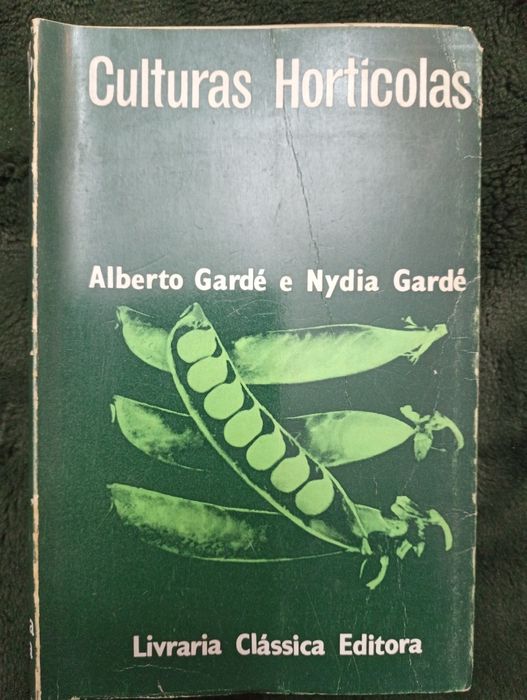 Culturas Hortícolas
Alberto Gardé e Nydia Gardé
Livraria Clássica Editora